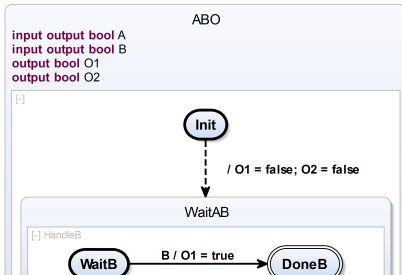 ABO
input output bool A
input output bool B
output bool O1
output bool O2
[-]
Init
/ O1 = false; O2 = false
WaitAB
[-] HandleB
WaitB
B / O1 = true
DoneB